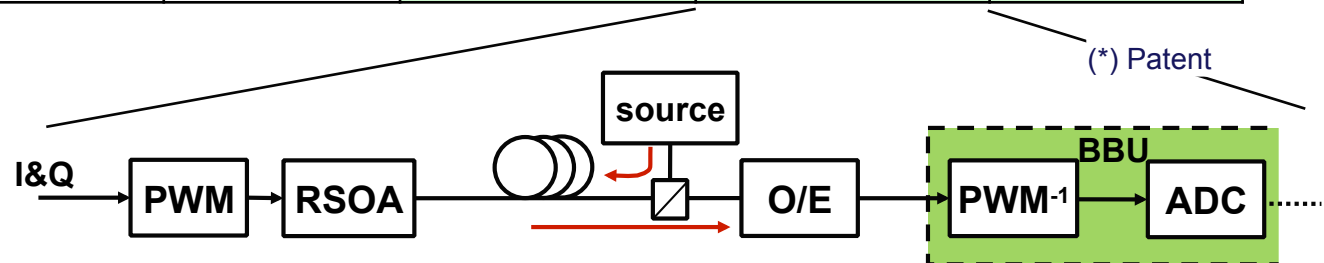 (*) Patent
source
BBU
I&Q
PWM
RSOA
O/E
PWM-1
ADC